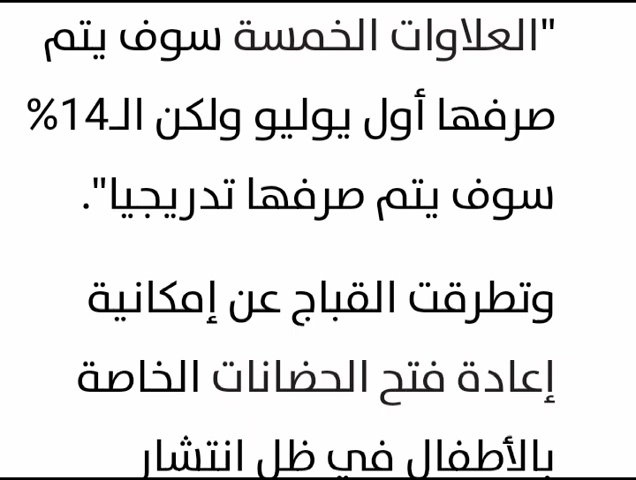 "العلاوات الخمسة سوف يتم
صرفها أول يوليو ولكن الـ14%
سوف يتم صرفها تدريجيا".
وتطرقت القباج عن إمكانية
إعادة فتح الحضانات الخاصة
بالأطفال في ظل انتشار